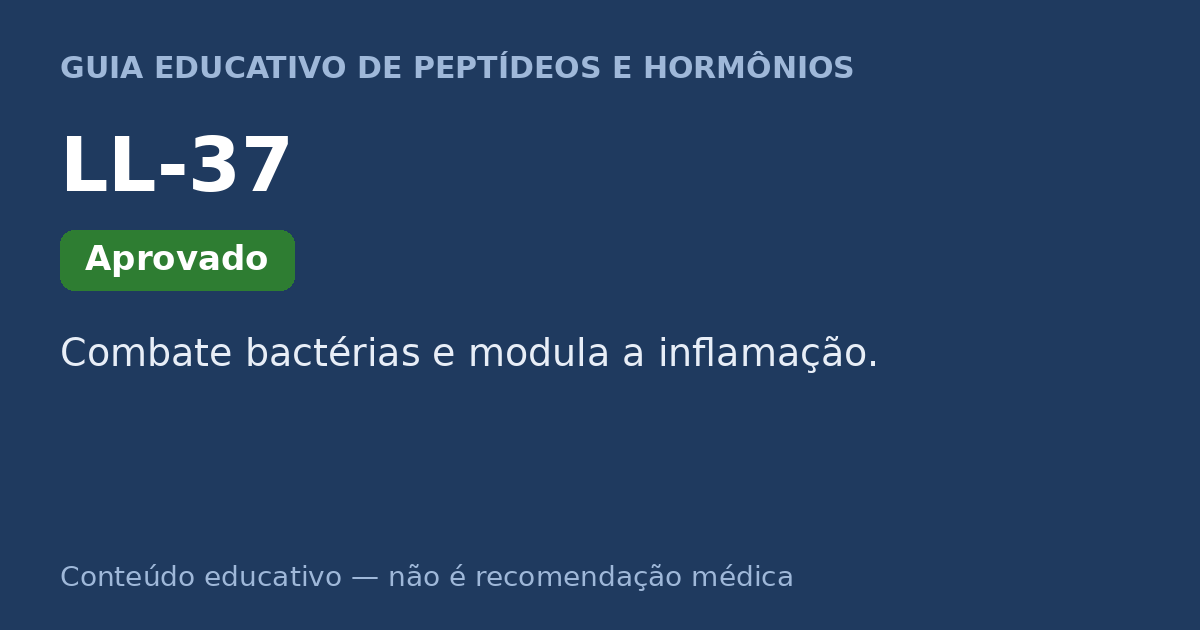 GUIA EDUCATIVO DE PEPTÍDEOS E HORMÔNIOS
LL-37
Aprovado
Combate bactérias e modula a inflamação.
Conteúdo educativo — não é recomendação médica